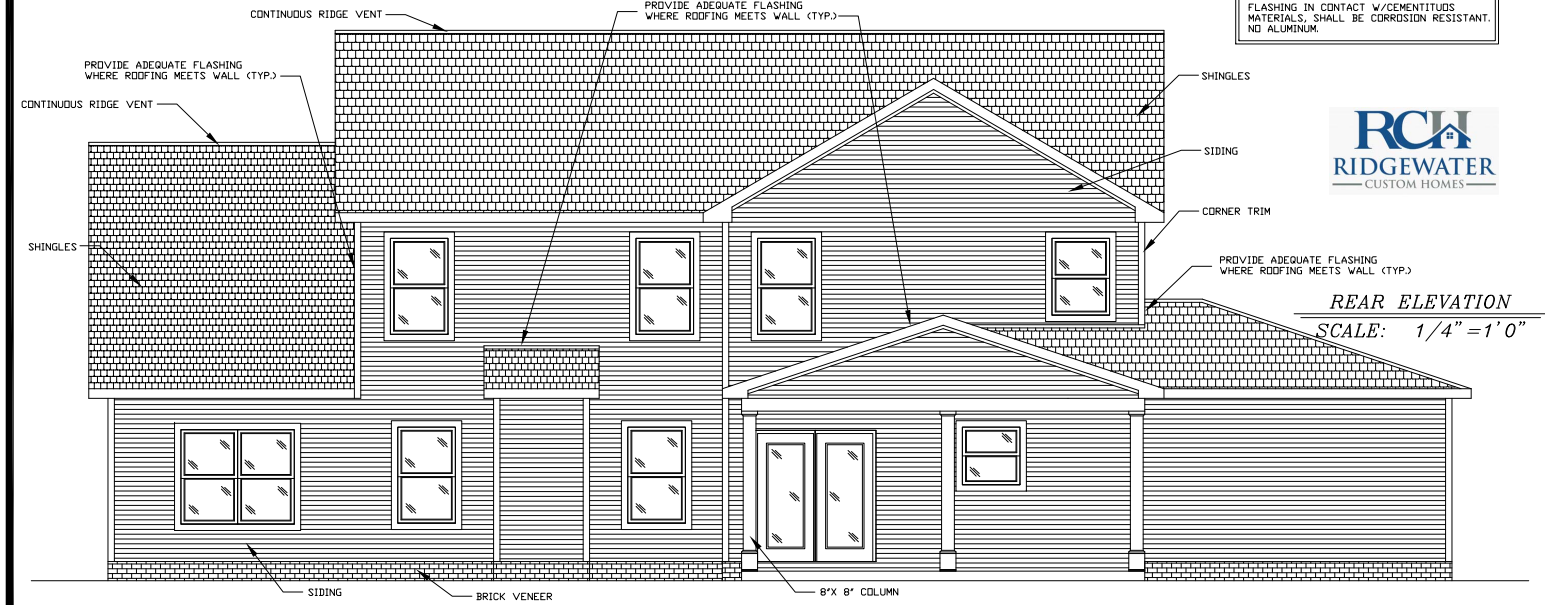 PROVIDE ADEQUATE FLASHING
WHERE ROOFING MEETS WALL (TYP.)
CONTINUOUS RIDGE VENT
FLASHING IN CONTACT W/CEMENTITUOS
MATERIALS, SHALL BE CORROSION RESISTANT.
NO ALUMINUM.
PROVIDE ADEQUATE FLASHING
WHERE ROOFING MEETS WALL (TYP.)
CONTINUOUS RIDGE VENT
SHINGLES
RCH
RIDGEWATER
CUSTOM HOMES
SIDING
CORNER TRIM
SHINGLES
PROVIDE ADEQUATE FLASHING
WHERE ROOFING MEETS WALL (TYP.)
REAR ELEVATION
SCALE: 1/4"=1'0"
SIDING
BRICK VENEER
8"X 8" COLUMN